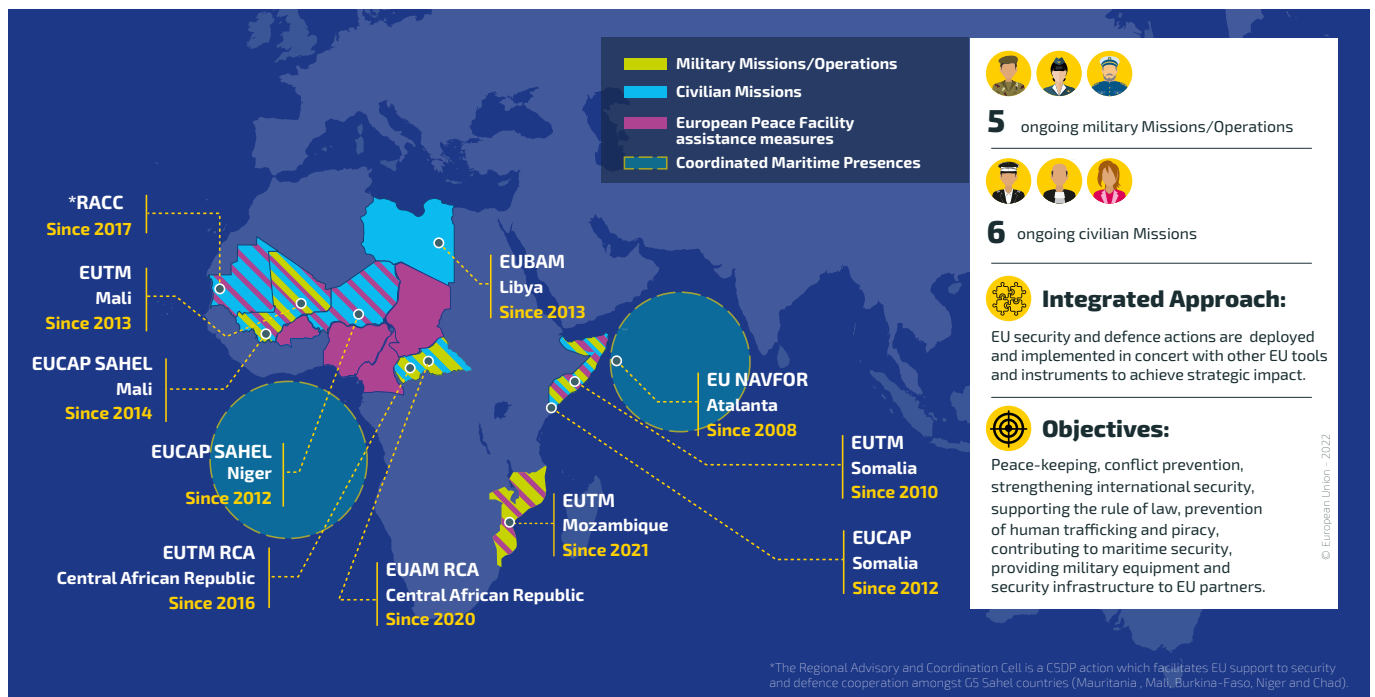 Military Missions/Operations
Civilian Missions
European Peace Facility
assistance measures
Coordinated Maritime Presences
*RACC
Since 2017
EUTM
Mali
Since 2013
EUCAP SAHEL
Mali
Since 2014
EUCAP SAHEL
Niger
Since 2012
EUTM RCA
Central African Republic
Since 2016
EUAM RCA
Central African Republic
Since 2020
EUBAM
Libya
Since 2013
EUTM
Mozambique
Since 2021
EU NAVFOR
Atalanta
Since 2008
EUTM
Somalia
Since 2010
EUCAP
Somalia
Since 2012
5 ongoing military Missions/Operations
6 ongoing civilian Missions
Integrated Approach:
EU security and defence actions are deployed
and implemented in concert with other EU tools
and instruments to achieve strategic impact.
Objectives:
Peace-keeping, conflict prevention,
strengthening international security,
supporting the rule of law, prevention
of human trafficking and piracy,
contributing to maritime security,
providing military equipment and
security infrastructure to EU partners.
© European Union - 2022
*The Regional Advisory and Coordination Cell is a CSDP action which facilitates EU support to security
and defence cooperation amongst G5 Sahel countries (Mauritania , Mali, Burkina-Faso, Niger and Chad).